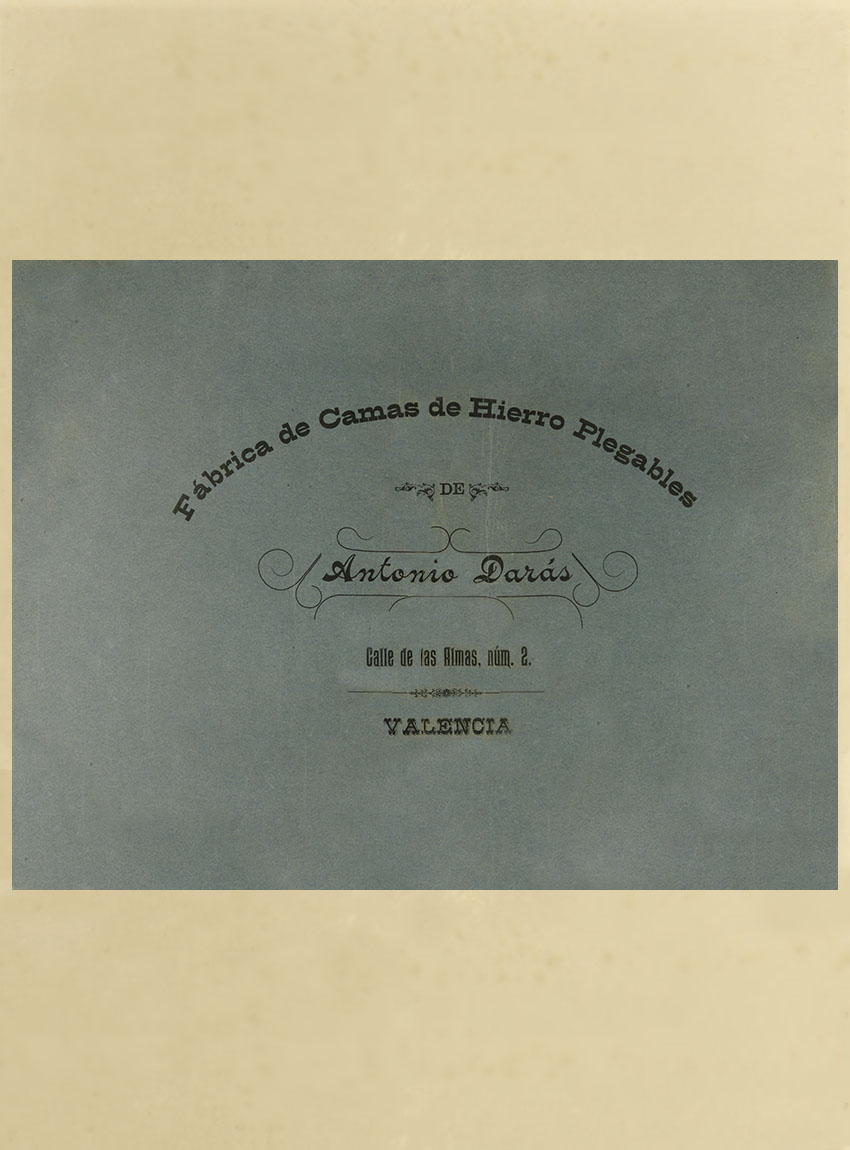 Fábrica de Camas de Hierro Plegables
DE
Antonio Darás
Calle de las Almas, núm. 2.
VALENCIA